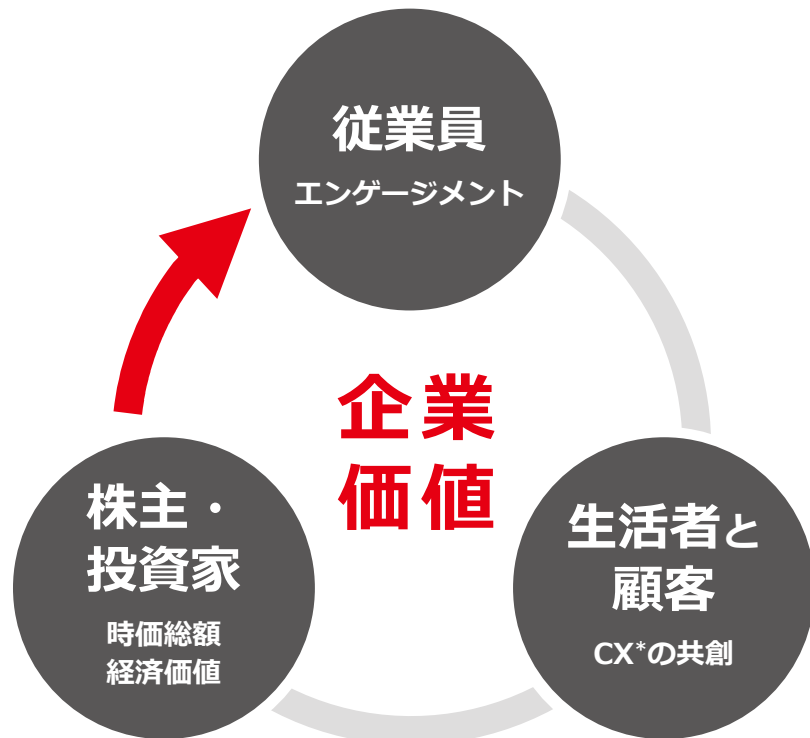 従業員
エンゲージメント
企業
価値
株主・
投資家
時価総額
経済価値
生活者と
顧客
CX*の共創